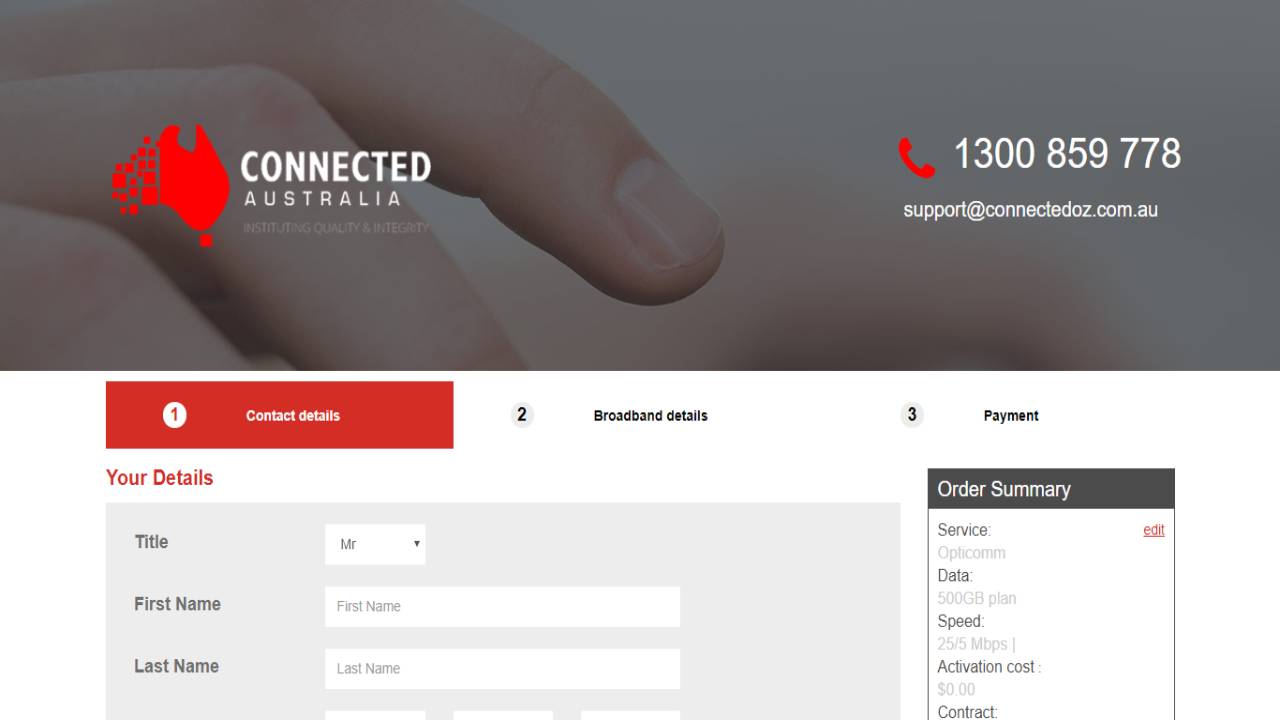 CONNECTED
AUSTRALIA
INSTITUTING QUALITY & INTEGRITY
1300 859 778
support@connectedoz.com.au
1 Contact details
2 Broadband details
3 Payment
Your Details
Title Mr
First Name First Name
Last Name Last Name
Order Summary
Service: edit
Opticomm
Data:
500GB plan
Speed:
25/5 Mbps |
Activation cost :
$0.00
Contract: